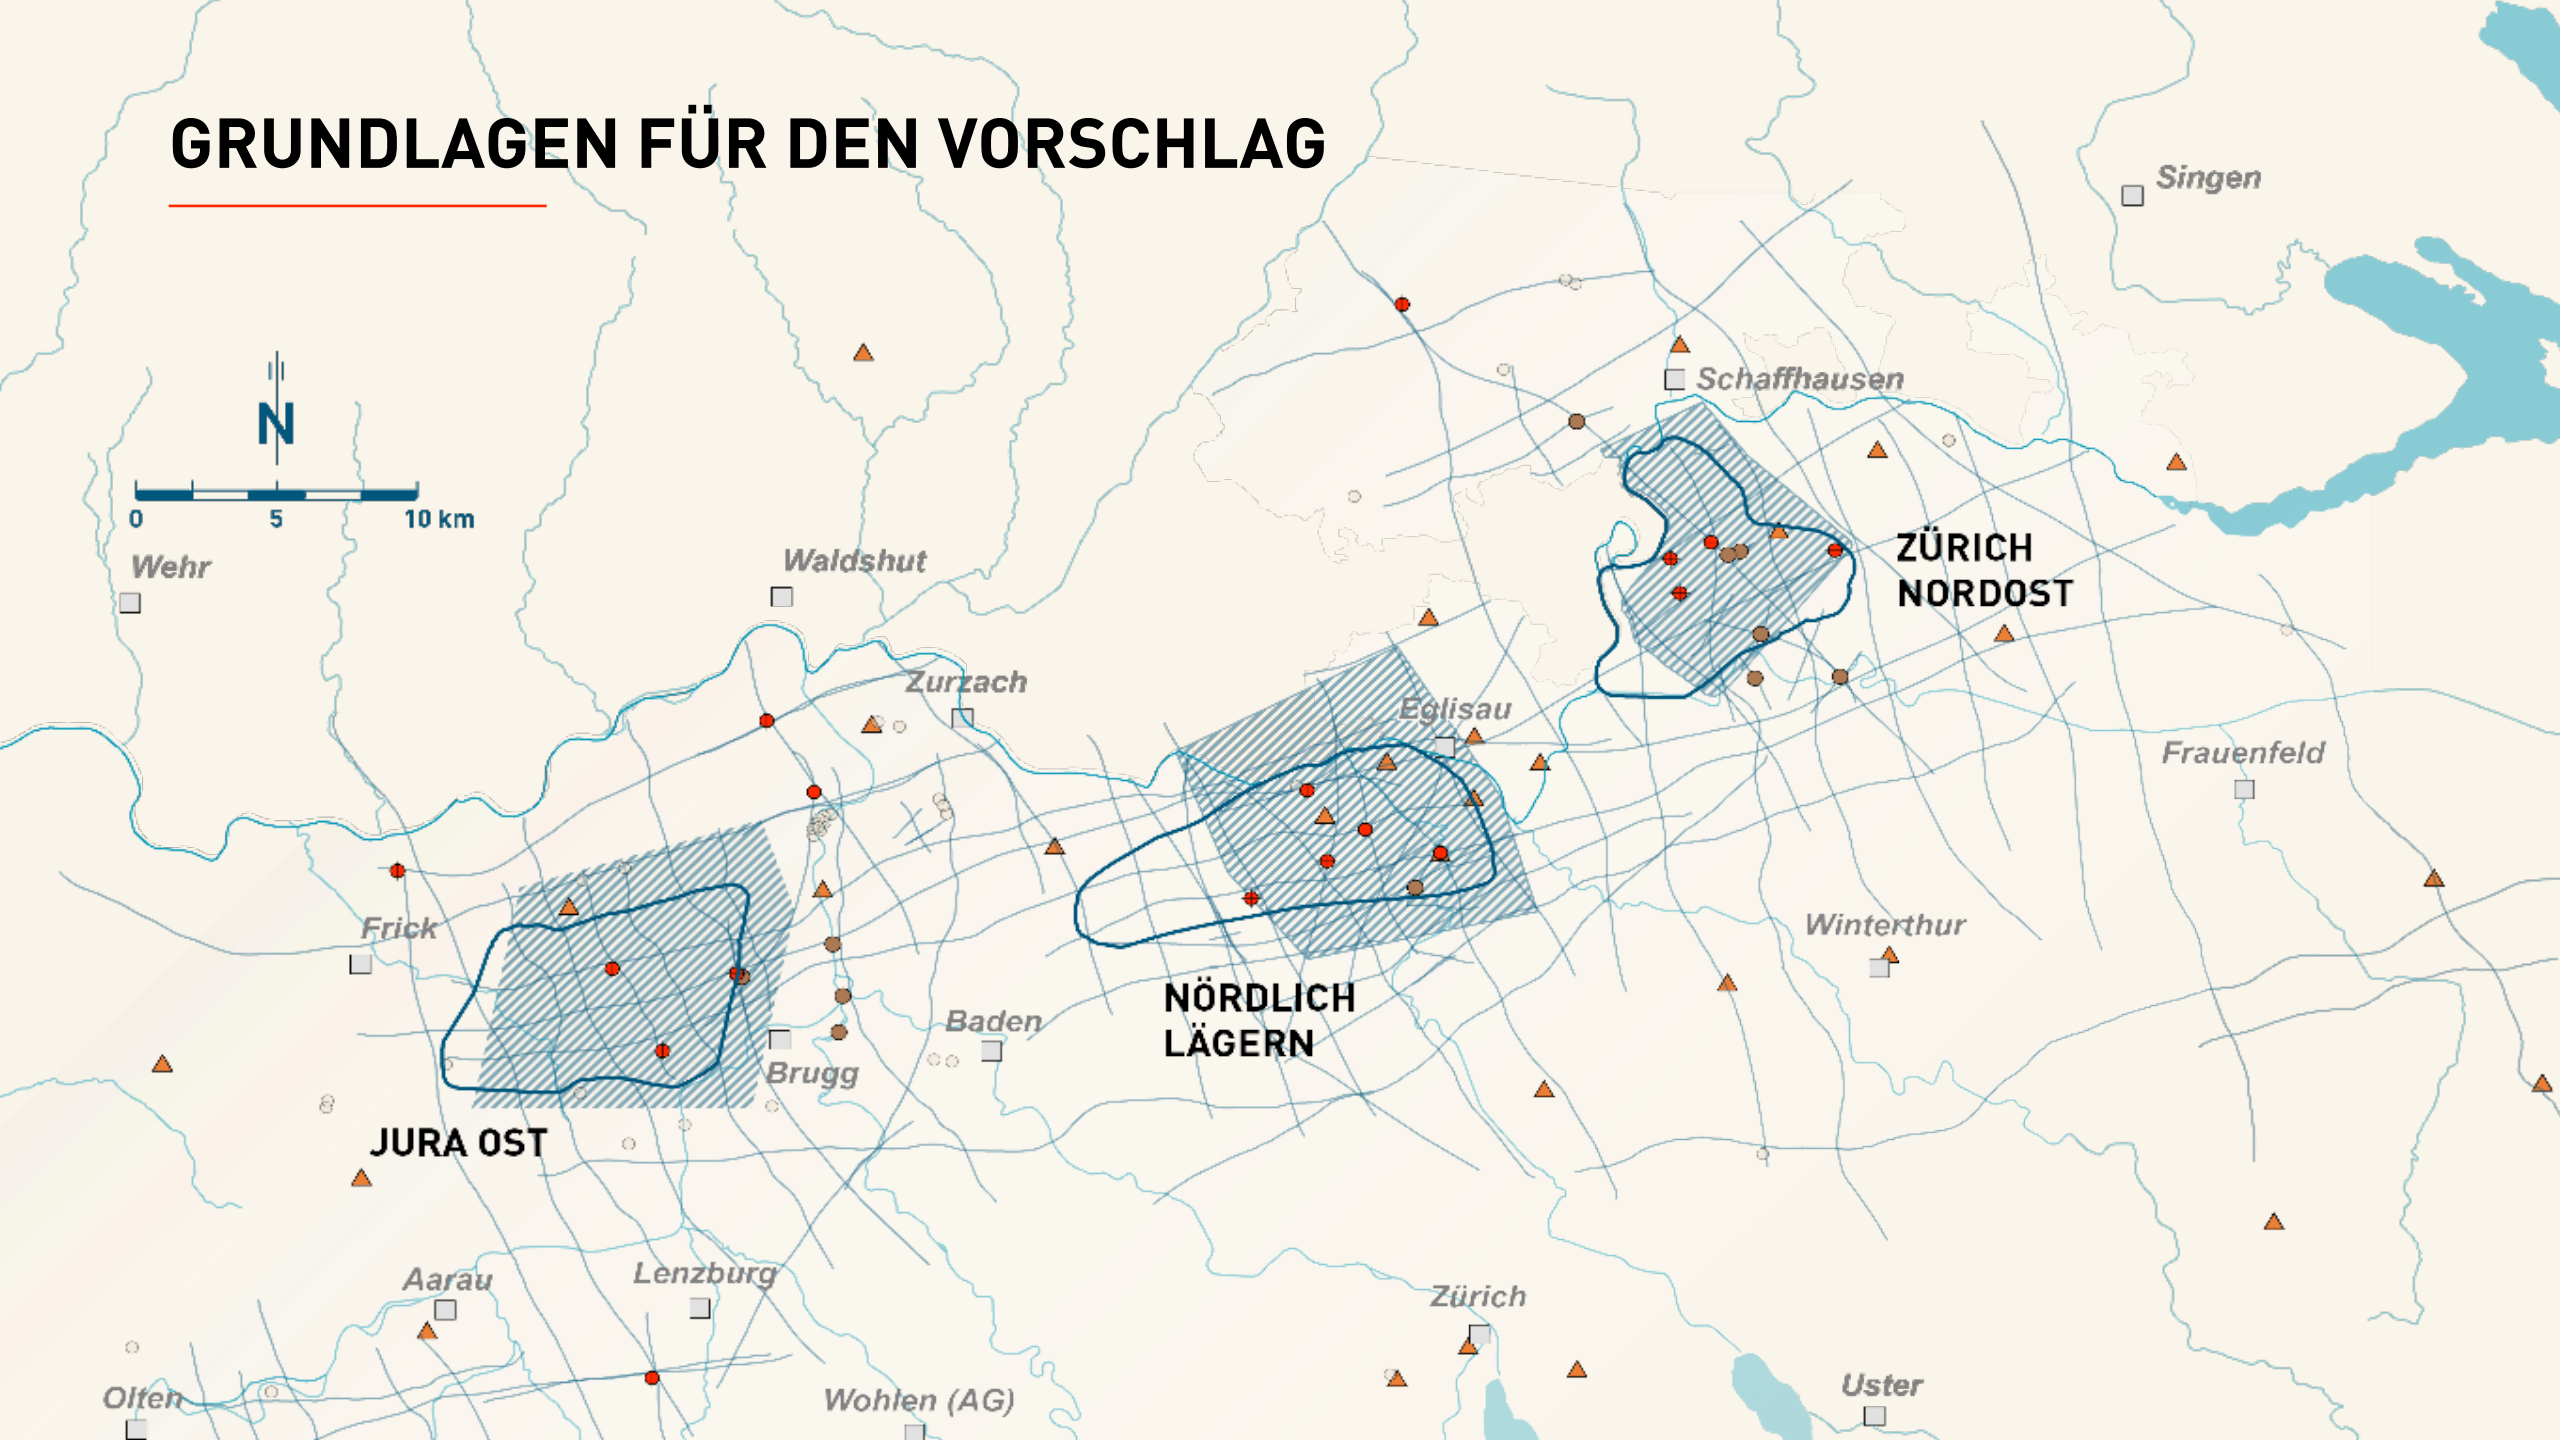 GRUNDLAGEN FÜR DEN VORSCHLAG
Singen
Schaffhausen
N
0 5 10 km
Wehr
Waldshut
ZÜRICH
NORDOST
Zurzach
Eglisau
Frauenfeld
Frick
Winterthur
NÖRDLICH
LÄGERN
Baden
Brugg
JURA OST
Aarau
Lenzburg
Zürich
Olten
Wohlen (AG)
Uster